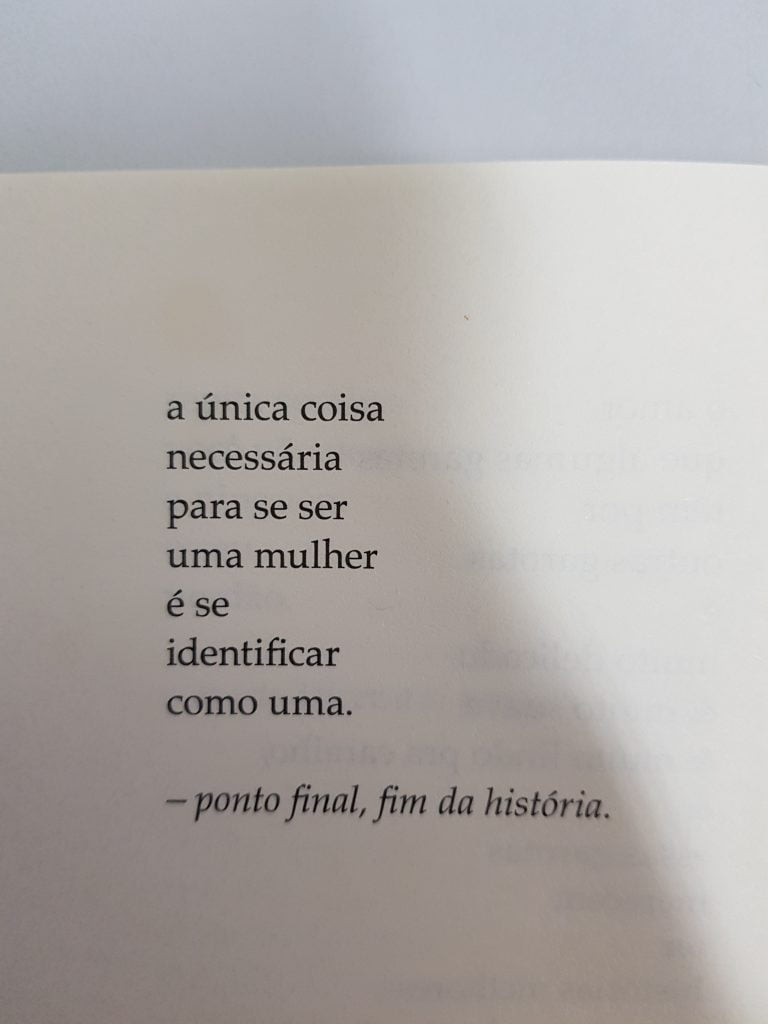 a única coisa
necessária
para se ser
uma mulher
é se
identificar
como uma.
– ponto final, fim da história.